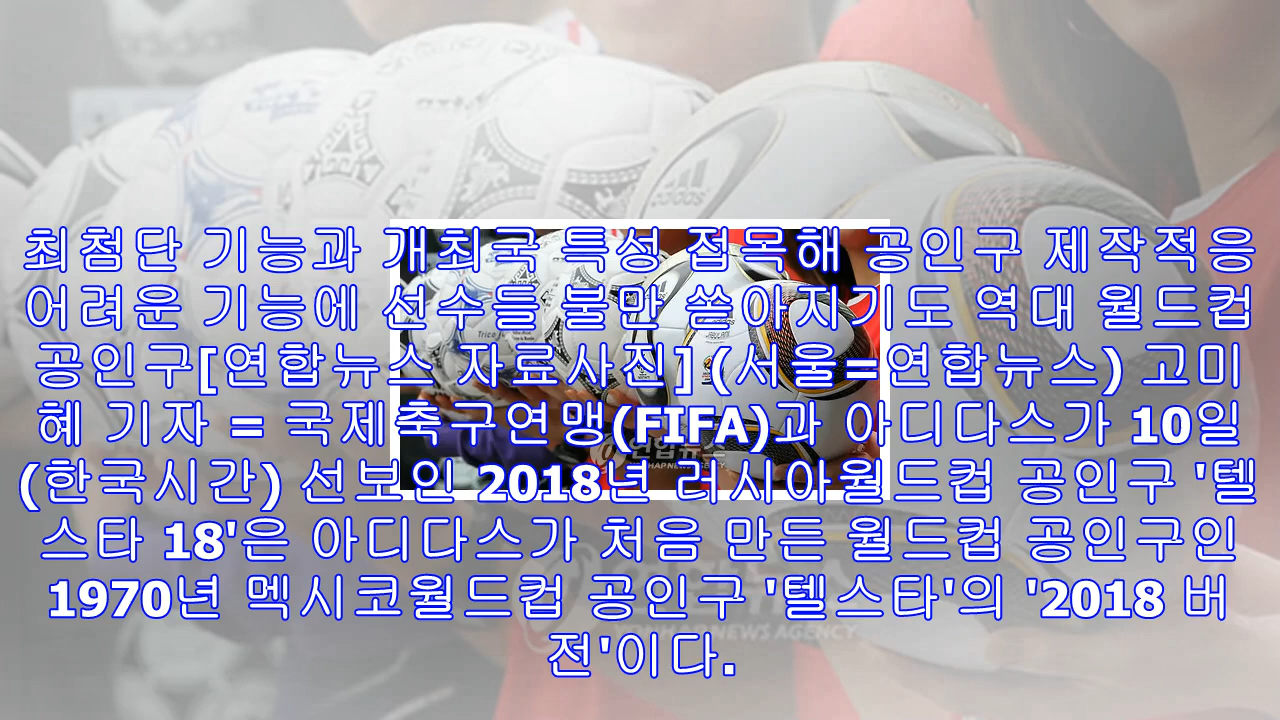 최첨단 기능과 개최국 특성 접목해 공인구 제작적응
어려운 기능에 선수들 불만 쏟아지기도 역대 월드컵
공인구[연합뉴스 자료사진] (서울=연합뉴스) 고미
혜 기자 = 국제축구연맹(FIFA)과 아디다스가 10일
(한국시간) 선보인 2018년 러시아월드컵 공인구 '텔
스타 18'은 아디다스가 처음 만든 월드컵 공인구인
1970년 멕시코월드컵 공인구 '텔스타'의 '2018 버
전'이다.
adidas
YONHAPNEWS AGENCY